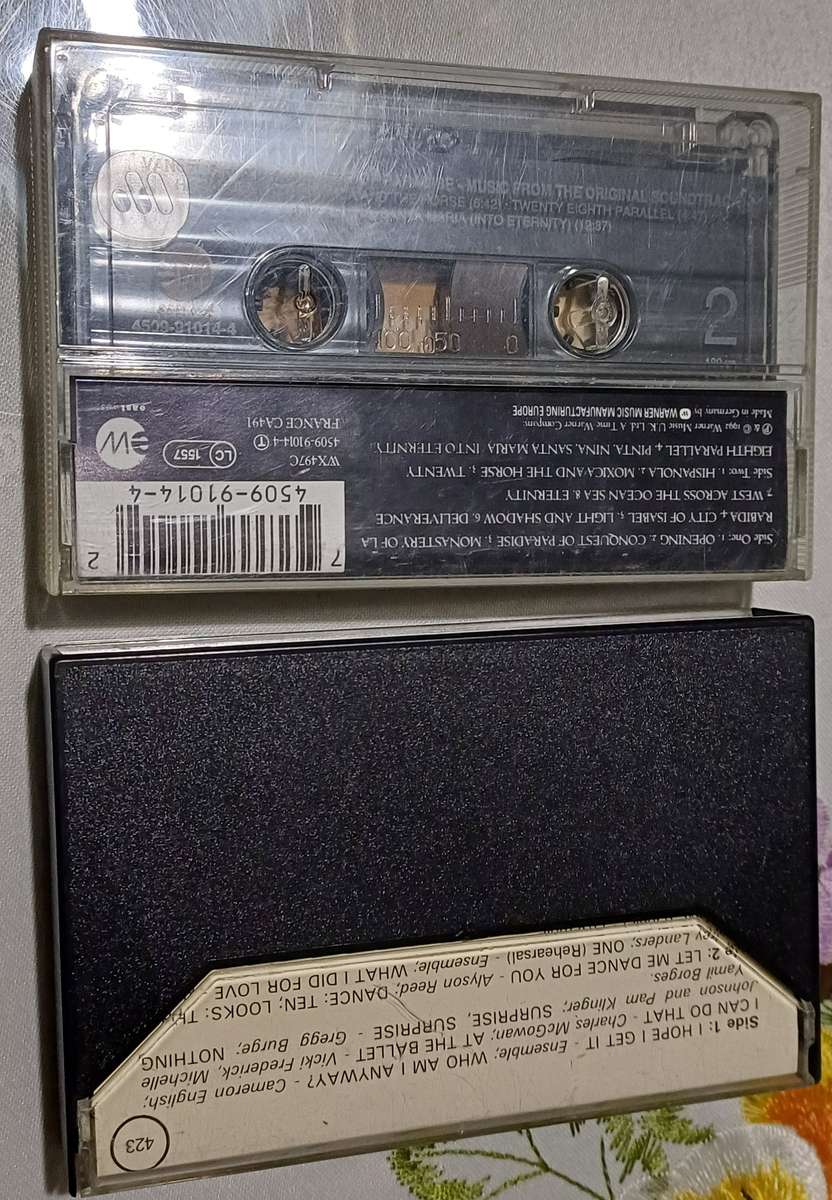 VAN
- MUSIC FROM THE ORIGINAL SOUNDTRACK
HORSE (6:42) · TWENTY EIGHTH PARALLEL
MARIA (INTO ETERNITY) (12:37)
4509-91014-4
2
100 50 0
Side One: 1. OPENING 2. CONQUEST OF PARADISE 3. MONASTERY OF LA
RABIDA 4. CITY OF ISABEL 5. LIGHT AND SHADOW 6. DELIVERANCE
7. WEST ACROSS THE OCEAN SEA 8. ETERNITY
Side Two: 1. HISPANOLA 2. MOXICA AND THE HORSE 3. TWENTY
EIGHTH PARALLEL 4. PINTA, NINA, SANTA MARIA INTO ETERNITY
℗ & © 1992 Warner Music U.K. Ltd. A Time Warner Company.
Made in Germany by WARNER MUSIC MANUFACTURING EUROPE
WX497C
4509-91014-4
FRANCE CA491
LC 1557
east
ew
4509-91014-4
7 2
Side 1: I HOPE I GET IT - Ensemble; WHO AM I ANYWAY? - Cameron English;
I CAN DO THAT - Charles McGowan; AT THE BALLET - Vicki Frederick, Michelle
Johnson and Pam Klinger; SURPRISE, SURPRISE - Gregg Burge; NOTHING
Yamil Borges.
2: LET ME DANCE FOR YOU - Alyson Reed; DANCE: TEN; LOOKS:
Landers; ONE (Rehearsal) - Ensemble; WHAT I DID FOR LOVE -
423